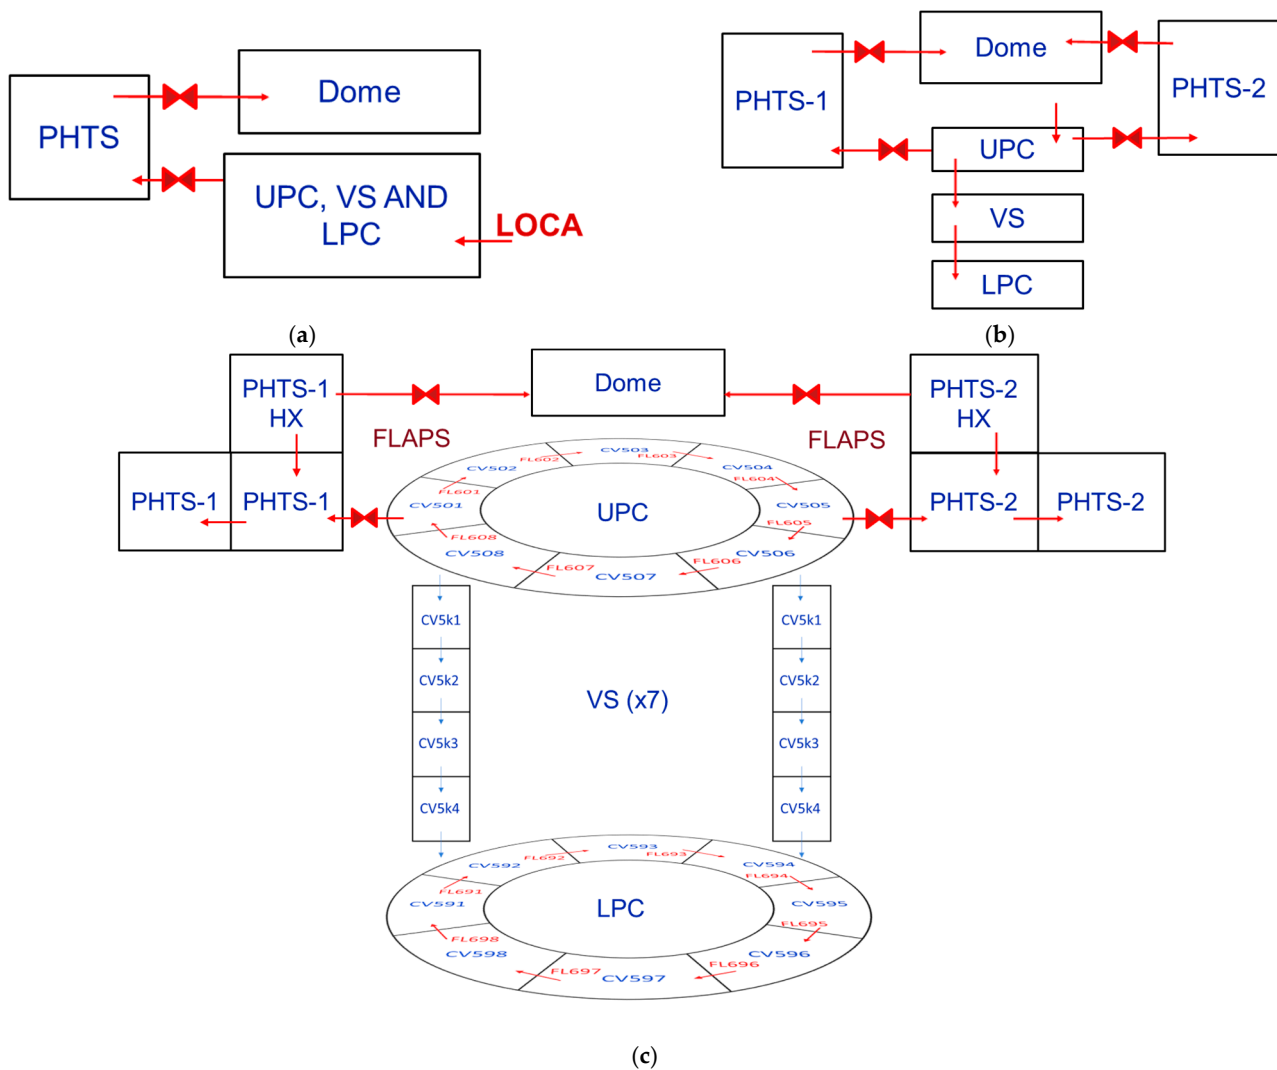 Dome
PHTS
UPC, VS AND
LPC
LOCA
(a)
Dome
PHTS-1
PHTS-2
UPC
VS
LPC
(b)
PHTS-1
HX
Dome
PHTS-2
HX
FLAPS
FLAPS
PHTS-1
PHTS-1
PHTS-2
PHTS-2
CV501
FL601
CV502
FL602
CV503
FL603
CV504
FL604
CV505
FL605
CV506
FL606
CV507
FL607
CV508
FL608
UPC
CV5k1
CV5k2
CV5k3
CV5k4
VS (x7)
CV5k1
CV5k2
CV5k3
CV5k4
CV591
FL691
CV592
FL692
CV593
FL693
CV594
FL694
CV595
FL695
CV596
FL696
CV597
FL697
CV598
FL698
LPC
(c)